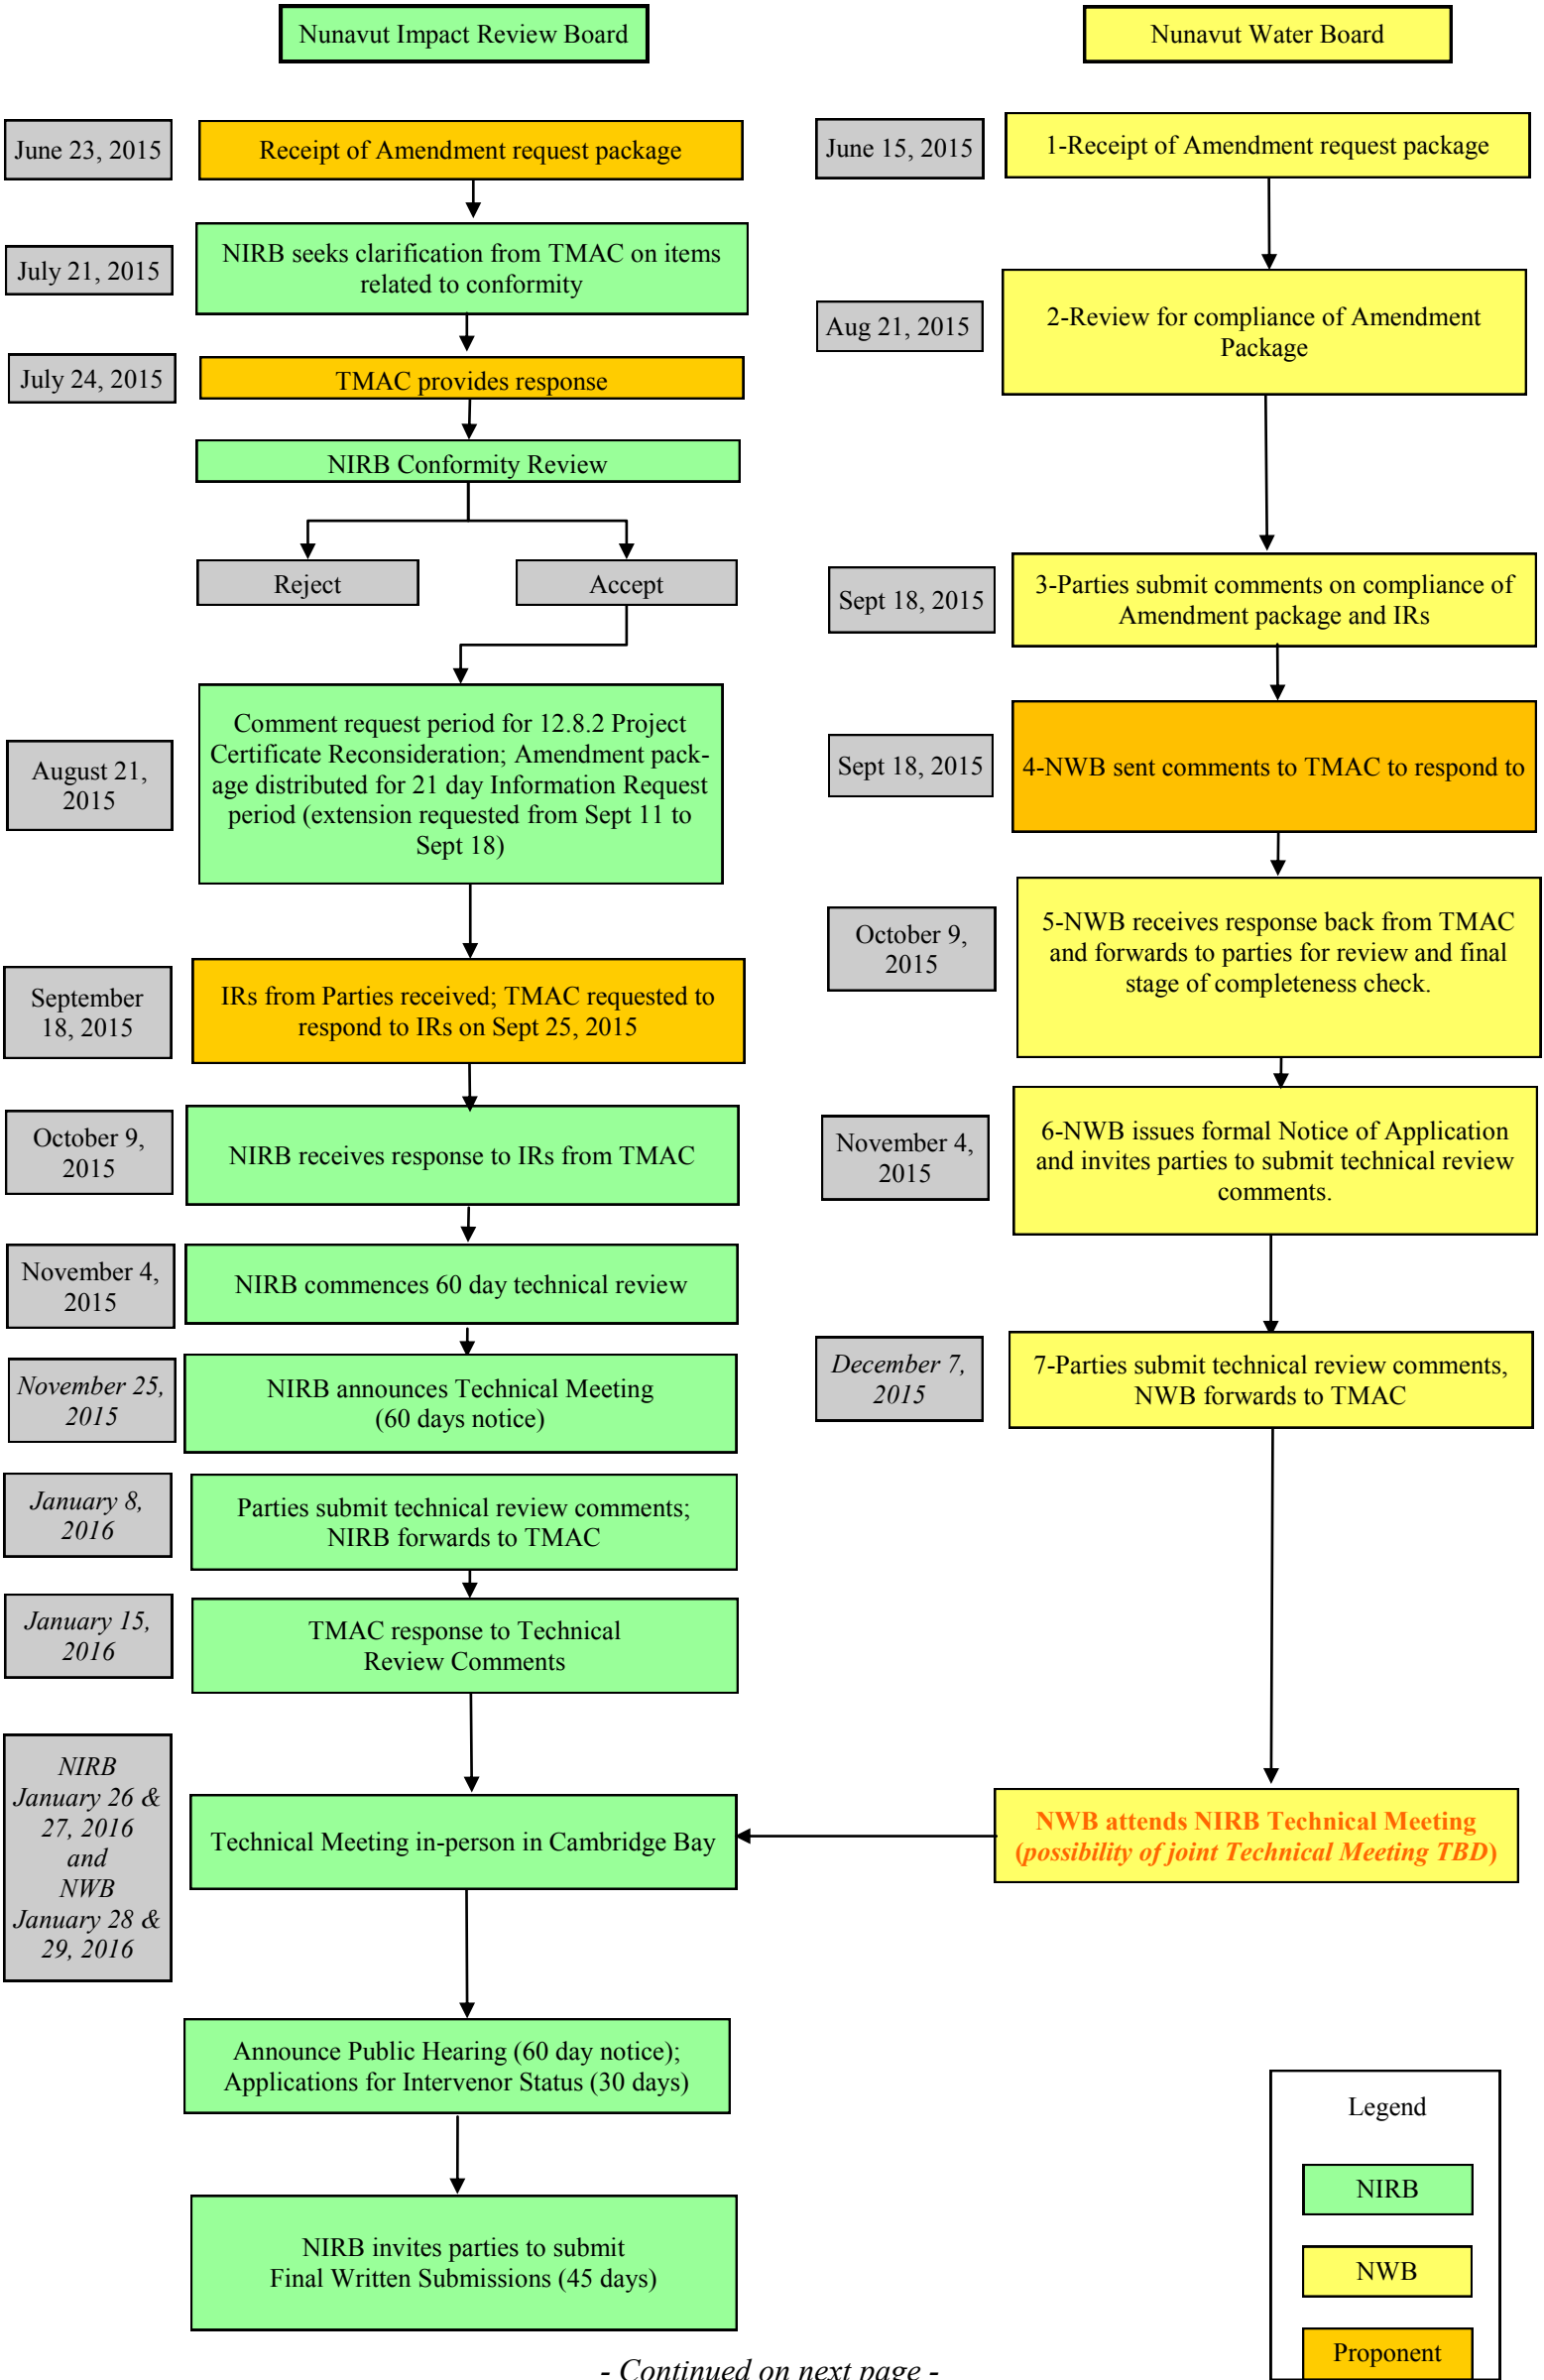 Nunavut Impact Review Board
June 23, 2015
Receipt of Amendment request package
July 21, 2015
NIRB seeks clarification from TMAC on items
related to conformity
July 24, 2015
TMAC provides response
NIRB Conformity Review
Reject
Accept
August 21,
2015
Comment request period for 12.8.2 Project
Certificate Reconsideration; Amendment pack-
age distributed for 21 day Information Request
period (extension requested from Sept 11 to
Sept 18)
September
18, 2015
IRs from Parties received; TMAC requested to
respond to IRs on Sept 25, 2015
October 9,
2015
NIRB receives response to IRs from TMAC
November 4,
2015
NIRB commences 60 day technical review
November 25,
2015
NIRB announces Technical Meeting
(60 days notice)
January 8,
2016
Parties submit technical review comments;
NIRB forwards to TMAC
January 15,
2016
TMAC response to Technical
Review Comments
NIRB
January 26 &
27, 2016
and
NWB
January 28 &
29, 2016
Technical Meeting in-person in Cambridge Bay
Announce Public Hearing (60 day notice);
Applications for Intervenor Status (30 days)
NIRB invites parties to submit
Final Written Submissions (45 days)
Nunavut Water Board
June 15, 2015
1-Receipt of Amendment request package
Aug 21, 2015
2-Review for compliance of Amendment
Package
Sept 18, 2015
3-Parties submit comments on compliance of
Amendment package and IRs
Sept 18, 2015
4-NWB sent comments to TMAC to respond to
October 9,
2015
5-NWB receives response back from TMAC
and forwards to parties for review and final
stage of completeness check.
November 4,
2015
6-NWB issues formal Notice of Application
and invites parties to submit technical review
comments.
December 7,
2015
7-Parties submit technical review comments,
NWB forwards to TMAC
NWB attends NIRB Technical Meeting
(possibility of joint Technical Meeting TBD)
Legend
NIRB
NWB
Proponent
- Continued on next page -